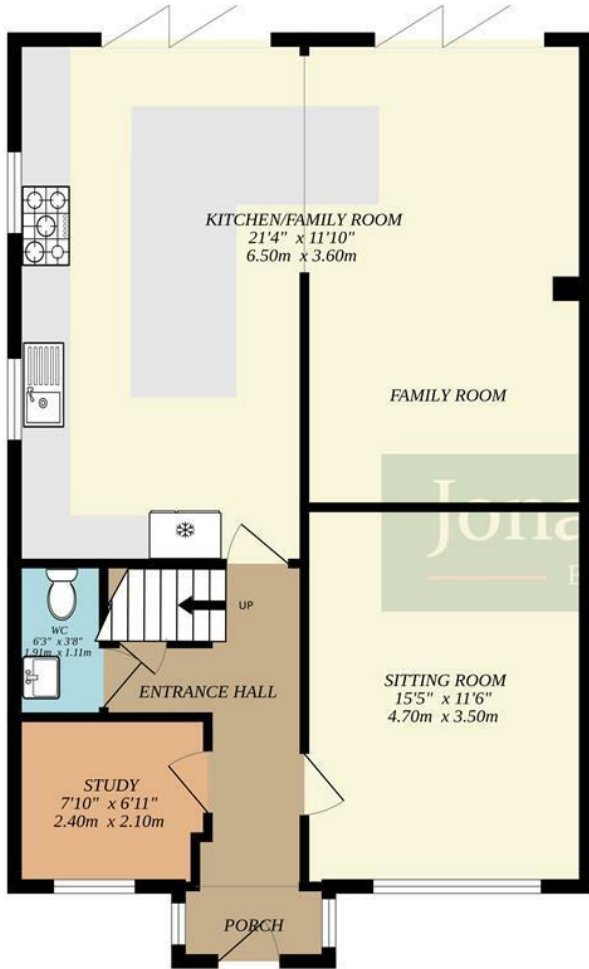 KITCHEN/FAMILY ROOM
21'4" x 11'10"
6.50m x 3.60m
FAMILY ROOM
UP
WC
6'3" x 3'8"
1.91m x 1.11m
ENTRANCE HALL
SITTING ROOM
15'5" x 11'6"
4.70m x 3.50m
STUDY
7'10" x 6'11"
2.40m x 2.10m
PORCH